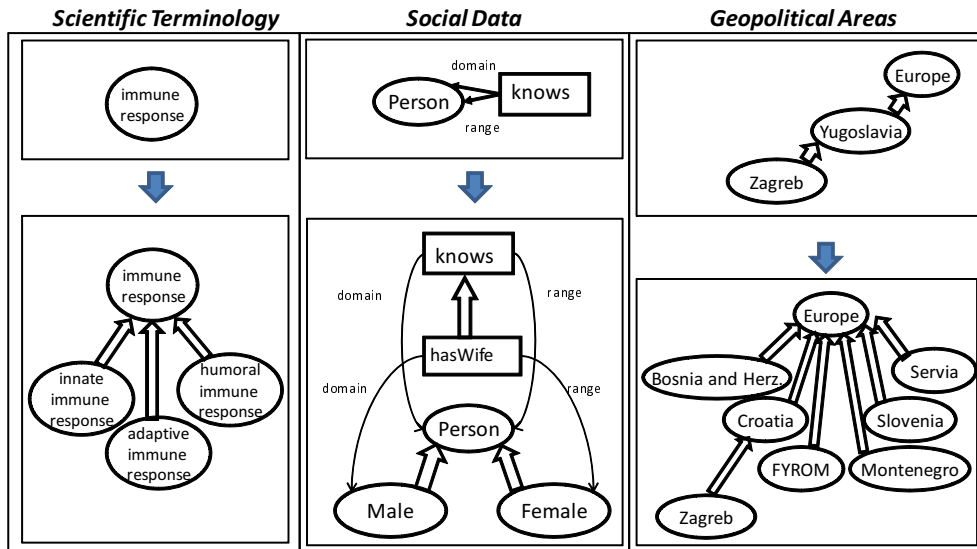 Scientific Terminology
Social Data
Geopolitical Areas
immune
response
domain
Person
knows
range
Europe
Yugoslavia
Zagreb
immune
response
innate
immune
response
humoral
immune
response
adaptive
immune
response
knows
domain
range
hasWife
domain
range
Person
Male
Female
Europe
Bosnia and Herz.
Servia
Croatia
Slovenia
FYROM
Montenegro
Zagreb